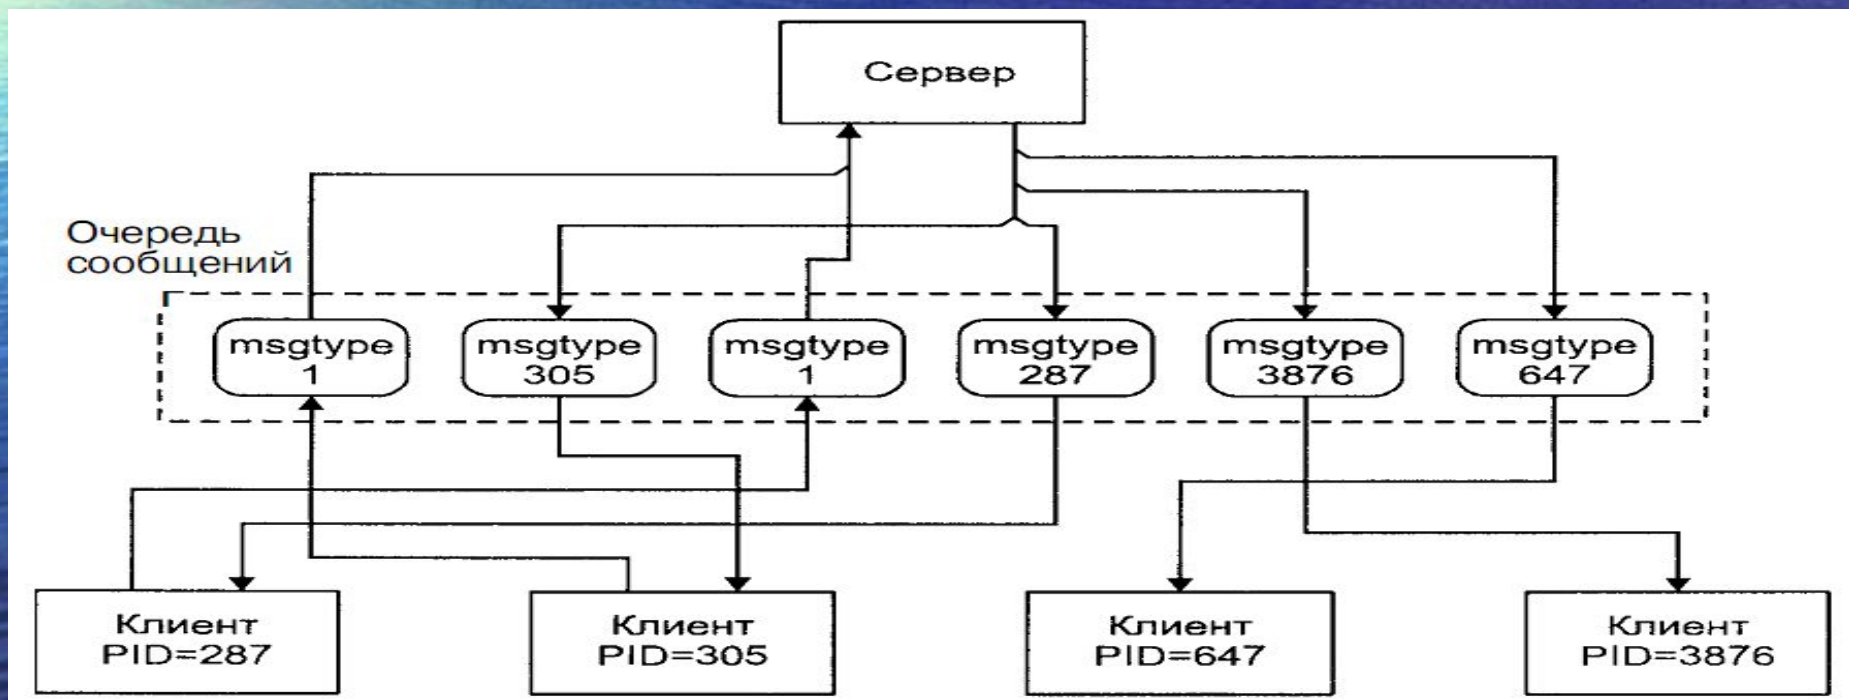 Сервер
Очередь
сообщений
msgtype
1
msgtype
305
msgtype
1
msgtype
287
msgtype
3876
msgtype
647
Клиент
PID=287
Клиент
PID=305
Клиент
PID=647
Клиент
PID=3876